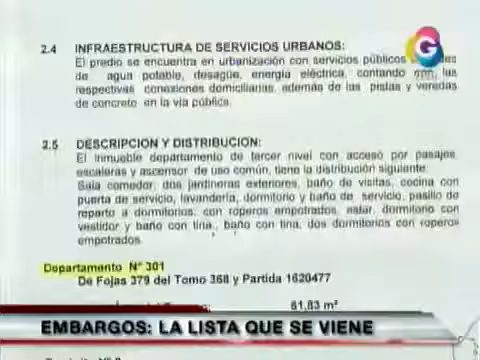 2.4 INFRAESTRUCTURA DE SERVICIOS URBANOS:
El predio se encuentra en urbanización con servicios públicos
de agua potable, desagüe, energía eléctrica, contando con las
respectivas conexiones domiciliarias, además de las pistas y veredas
de concreto en la vía pública.
2.5 DESCRIPCION Y DISTRIBUCION:
El inmueble departamento de tercer nivel con acceso por pasajes,
escaleras y ascensor de uso común, tiene la distribución siguiente:
Sala comedor, dos jardineras exteriores, baño de visitas, cocina con
puerta de servicio, lavandería, dormitorio y baño de servicio, pasillo de
reparto a dormitorios, con roperos empotrados, estar, dormitorio con
vestidor y baño con tina, baño con tina, dos dormitorios con roperos
empotrados.
Departamento N° 301
De Fojas 379 del Tomo 368 y Partida 1620477
61,83 m²
EMBARGOS: LA LISTA QUE SE VIENE